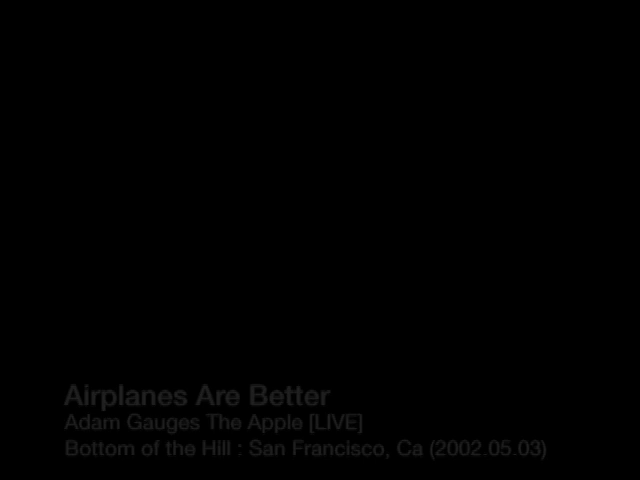 Airplanes Are Better
Adam Gauges The Apple [LIVE]
Bottom of the Hill : San Francisco, Ca (2002.05.03)